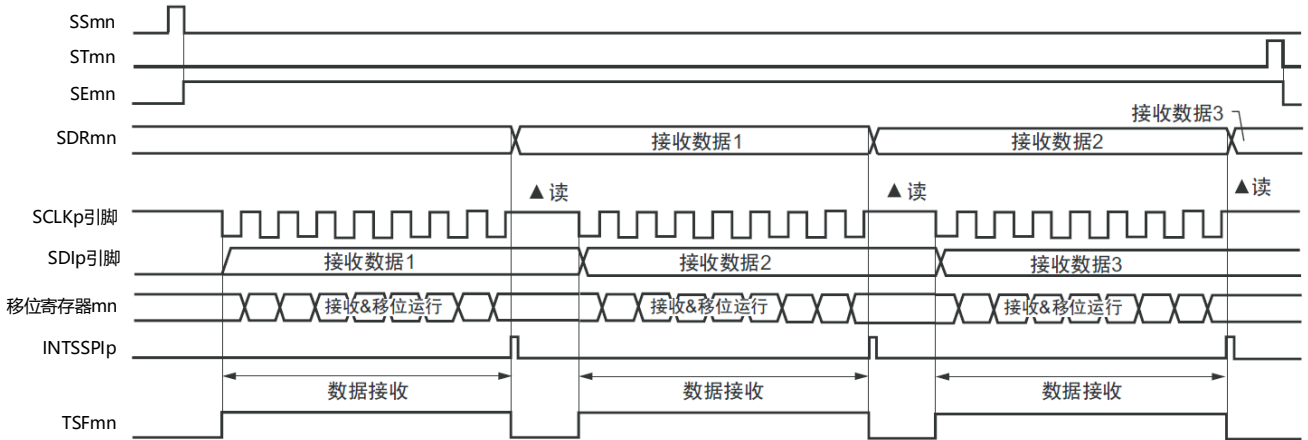 SSmn
STmn
SEmn
接收数据3
SDRmn 接收数据1 接收数据2
▲读 ▲读 ▲读
SCLKp引脚
SDIp引脚 接收数据1 接收数据2 接收数据3
移位寄存器mn 接收&移位运行 接收&移位运行 接收&移位运行
INTSSPIp
数据接收 数据接收 数据接收
TSFmn